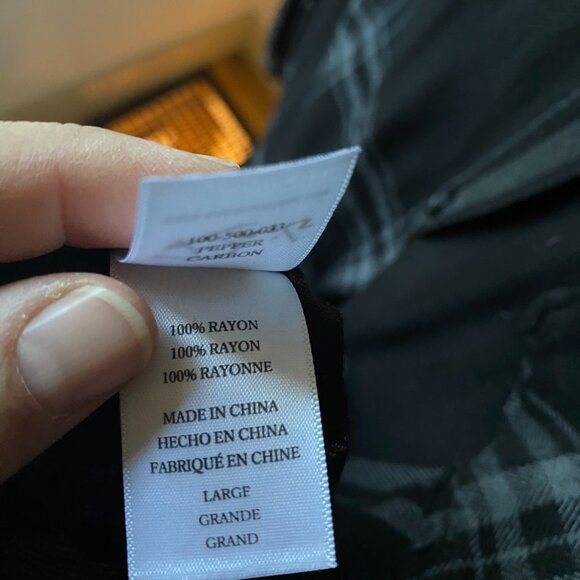 PEPPER
CARBON
100% RAYON
100% RAYON
100% RAYONNE
MADE IN CHINA
HECHO EN CHINA
FABRIQUÉ EN CHINE
LARGE
GRANDE
GRAND